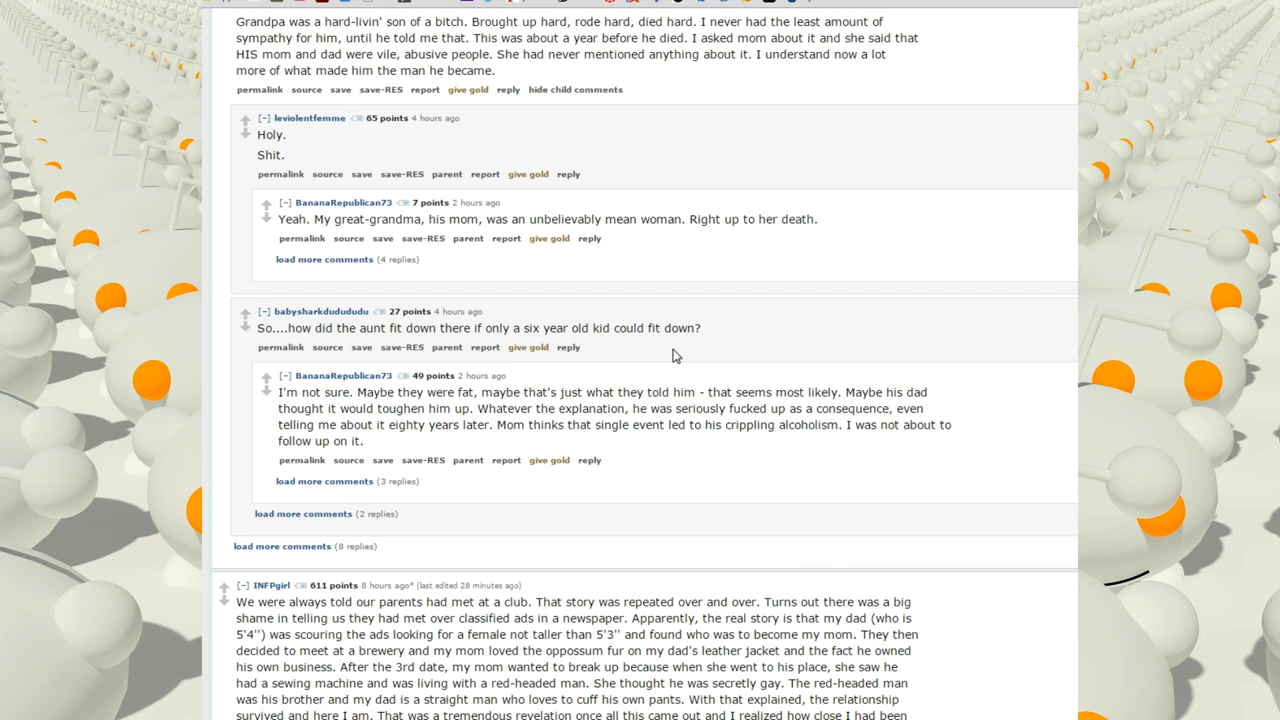 Grandpa was a hard-livin' son of a bitch. Brought up hard, rode hard, died hard. I never had the least amount of
sympathy for him, until he told me that. This was about a year before he died. I asked mom about it and she said that
HIS mom and dad were vile, abusive people. She had never mentioned anything about it. I understand now a lot
more of what made him the man he became.
permalink source save save-RES report give gold reply hide child comments
[-] leviolentfemme 65 points 4 hours ago
Holy.
Shit.
permalink source save save-RES parent report give gold reply
[-] BananaRepublican73 7 points 2 hours ago
Yeah. My great-grandma, his mom, was an unbelievably mean woman. Right up to her death.
permalink source save save-RES parent report give gold reply
load more comments (4 replies)
[-] babysharkdudududu 27 points 4 hours ago
So....how did the aunt fit down there if only a six year old kid could fit down?
permalink source save save-RES parent report give gold reply
[-] BananaRepublican73 49 points 2 hours ago
I'm not sure. Maybe they were fat, maybe that's just what they told him - that seems most likely. Maybe his dad
thought it would toughen him up. Whatever the explanation, he was seriously fucked up as a consequence, even
telling me about it eighty years later. Mom thinks that single event led to his crippling alcoholism. I was not about to
follow up on it.
permalink source save save-RES parent report give gold reply
load more comments (3 replies)
load more comments (2 replies)
load more comments (8 replies)
[-] INFPgirl 611 points 8 hours ago* (last edited 28 minutes ago)
We were always told our parents had met at a club. That story was repeated over and over. Turns out there was a big
shame in telling us they had met over classified ads in a newspaper. Apparently, the real story is that my dad (who is
5'4'') was scouring the ads looking for a female not taller than 5'3'' and found who was to become my mom. They then
decided to meet at a brewery and my mom loved the oppossum fur on my dad's leather jacket and the fact he owned
his own business. After the 3rd date, my mom wanted to break up because when she went to his place, she saw he
had a sewing machine and was living with a red-headed man. She thought he was secretly gay. The red-headed man
was his brother and my dad is a straight man who loves to cuff his own pants. With that explained, the relationship
survived and here I am. That was a tremendous revelation once all this came out and I realized how close I had been